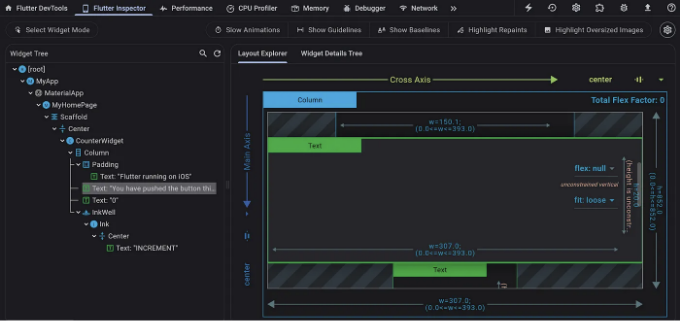 Flutter DevTools Flutter Inspector Performance CPU Profiler Memory Debugger Network »
Select Widget Mode Slow Animations Show Guidelines Show Baselines Highlight Repaints Highlight Oversized Images
Widget Tree
[root]
MyApp
MaterialApp
MyHomePage
Scaffold
Center
CounterWidget
Column
Padding
Text: "Flutter running on iOS"
Text: "You have pushed the button thi...
Text: "0"
InkWell
Ink
Center
Text: "INCREMENT"
Layout Explorer Widget Details Tree
Cross Axis center
Column Total Flex Factor: 0
w=150.1;
(0.0<=w<=393.0)
Main Axis
center
Text
flex: null
unconstrained vertical
fit: loose
(height is unconstr
w=307.0;
(0.0<=w<=393.0)
h=852.0
(0.0<=h<=852.0)
Text
w=307.0;
(0.0<=w<=393.0)